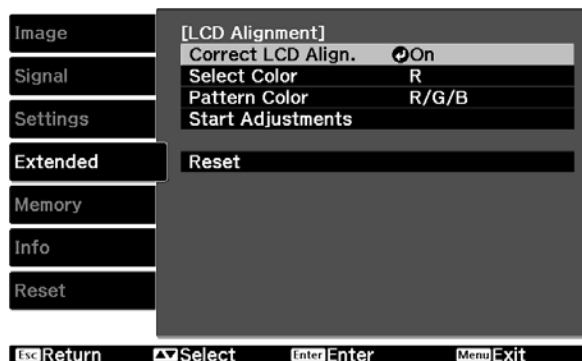 Image
Signal
Settings
Extended
Memory
Info
Reset
[LCD Alignment]
Correct LCD Align. On
Select Color R
Pattern Color R/G/B
Start Adjustments
Reset
Esc Return Select Enter Enter Menu Exit